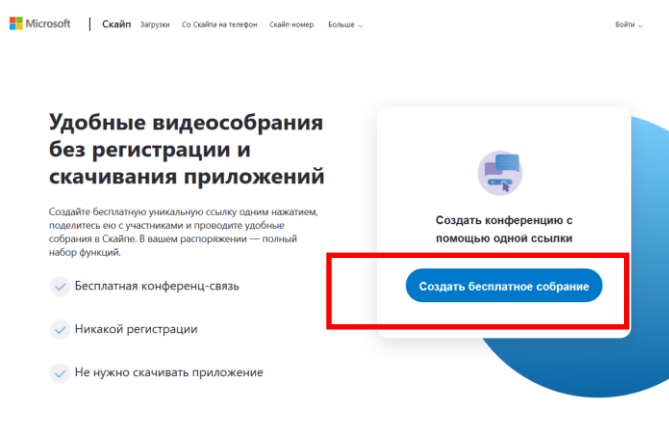 Microsoft | Скайп Загрузки Со Скайпа на телефон Скайп-номер Больше Войти
Удобные видеособрания
без регистрации и
скачивания приложений
Создайте бесплатную уникальную ссылку одним нажатием,
поделитесь ею с участниками и проводите удобные
собрания в Скайпе. В вашем распоряжении — полный
набор функций.
Бесплатная конференц-связь
Никакой регистрации
Не нужно скачивать приложение
Создать конференцию с
помощью одной ссылки
Создать бесплатное собрание